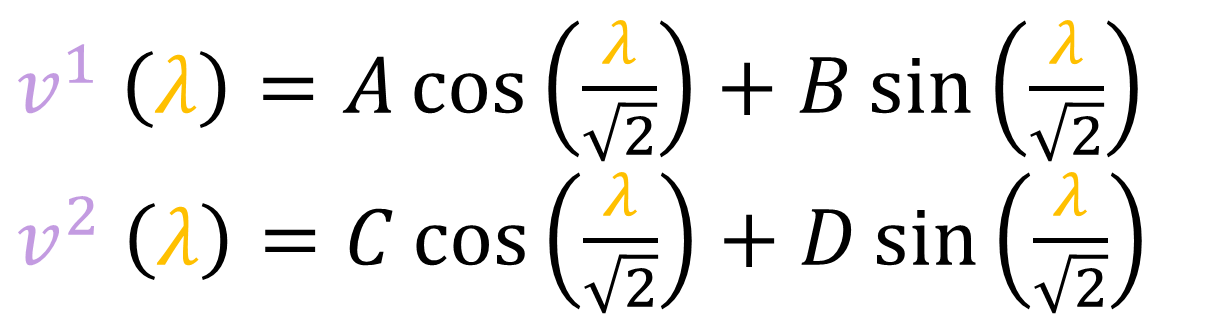 v¹ (λ) = A cos(λ/√2) + B sin(λ/√2)
v² (λ) = C cos(λ/√2) + D sin(λ/√2)